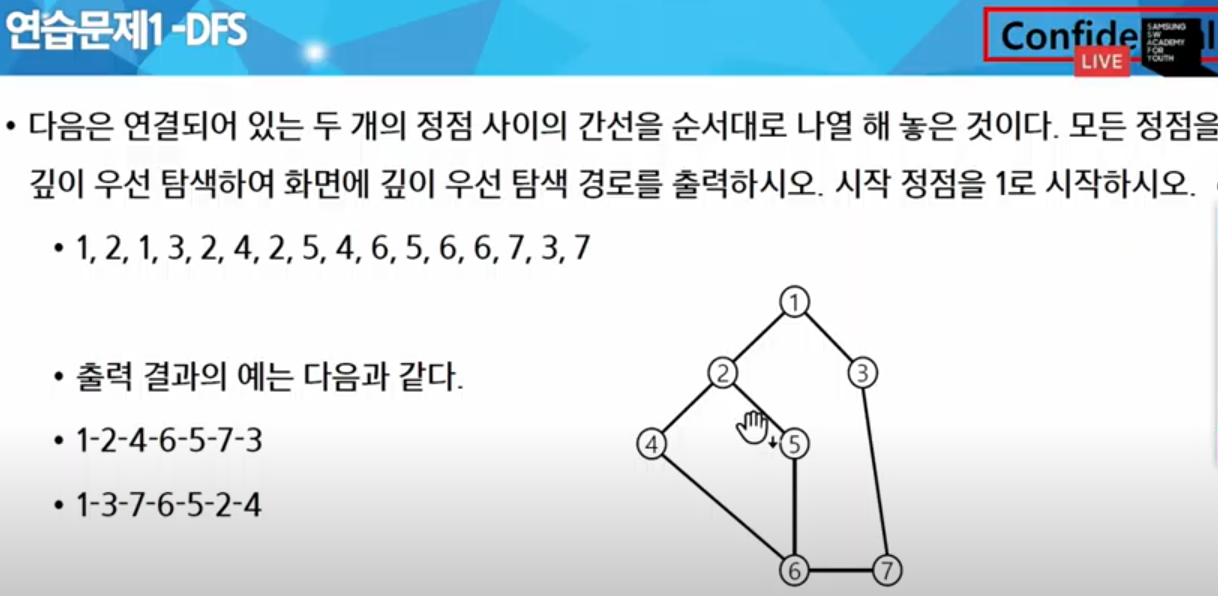 연습문제1 -DFS
Confide
SAMSUNG
SW
ACADEMY
FOR
YOUTH
LIVE
• 다음은 연결되어 있는 두 개의 정점 사이의 간선을 순서대로 나열 해 놓은 것이다. 모든 정점을
깊이 우선 탐색하여 화면에 깊이 우선 탐색 경로를 출력하시오. 시작 정점을 1로 시작하시오.
• 1, 2, 1, 3, 2, 4, 2, 5, 4, 6, 5, 6, 6, 7, 3, 7
• 출력 결과의 예는 다음과 같다.
• 1-2-4-6-5-7-3
• 1-3-7-6-5-2-4
1
2
3
4
5
6
7